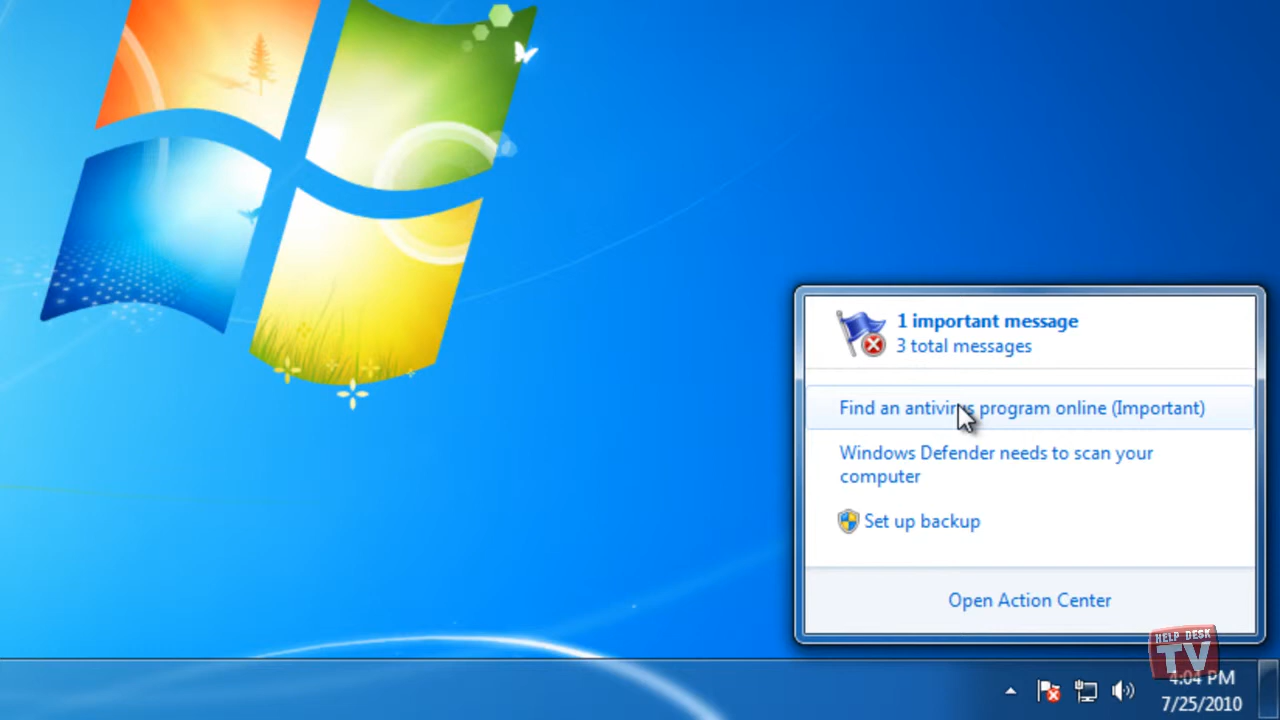 1 important message
3 total messages
Find an antivirus program online (Important)
Windows Defender needs to scan your
computer
Set up backup
Open Action Center
HELP DESK
TV
4:04 PM
7/25/2010